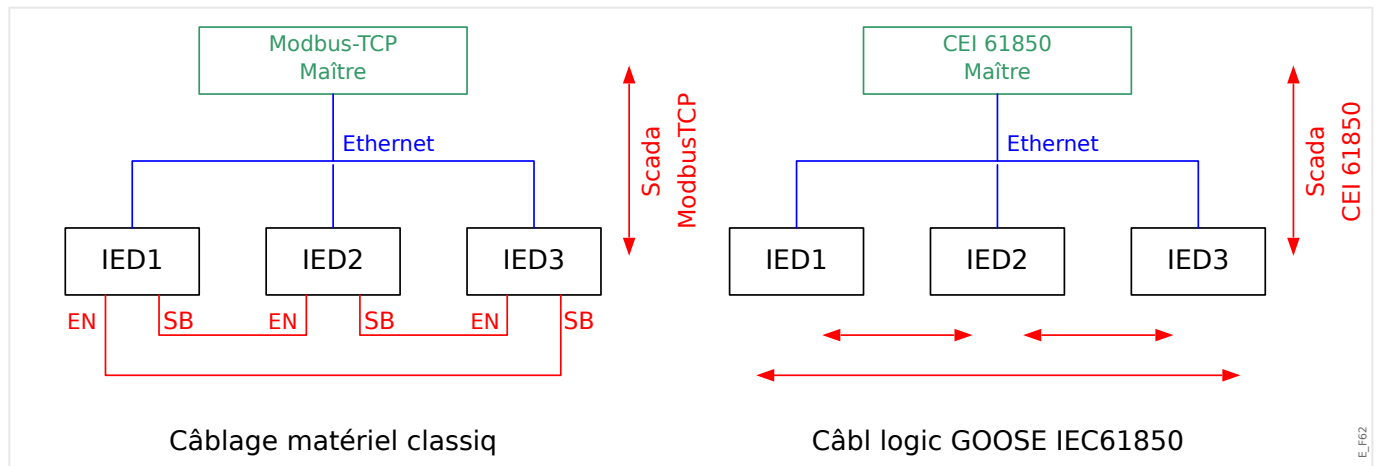 Modbus-TCP
Maître
Ethernet
Scada
ModbusTCP
IED1
IED2
IED3
EN
SB
EN
SB
EN
SB
Câblage matériel classiq
CEI 61850
Maître
Ethernet
Scada
CEI 61850
IED1
IED2
IED3
Câbl logic GOOSE IEC61850
E_F62